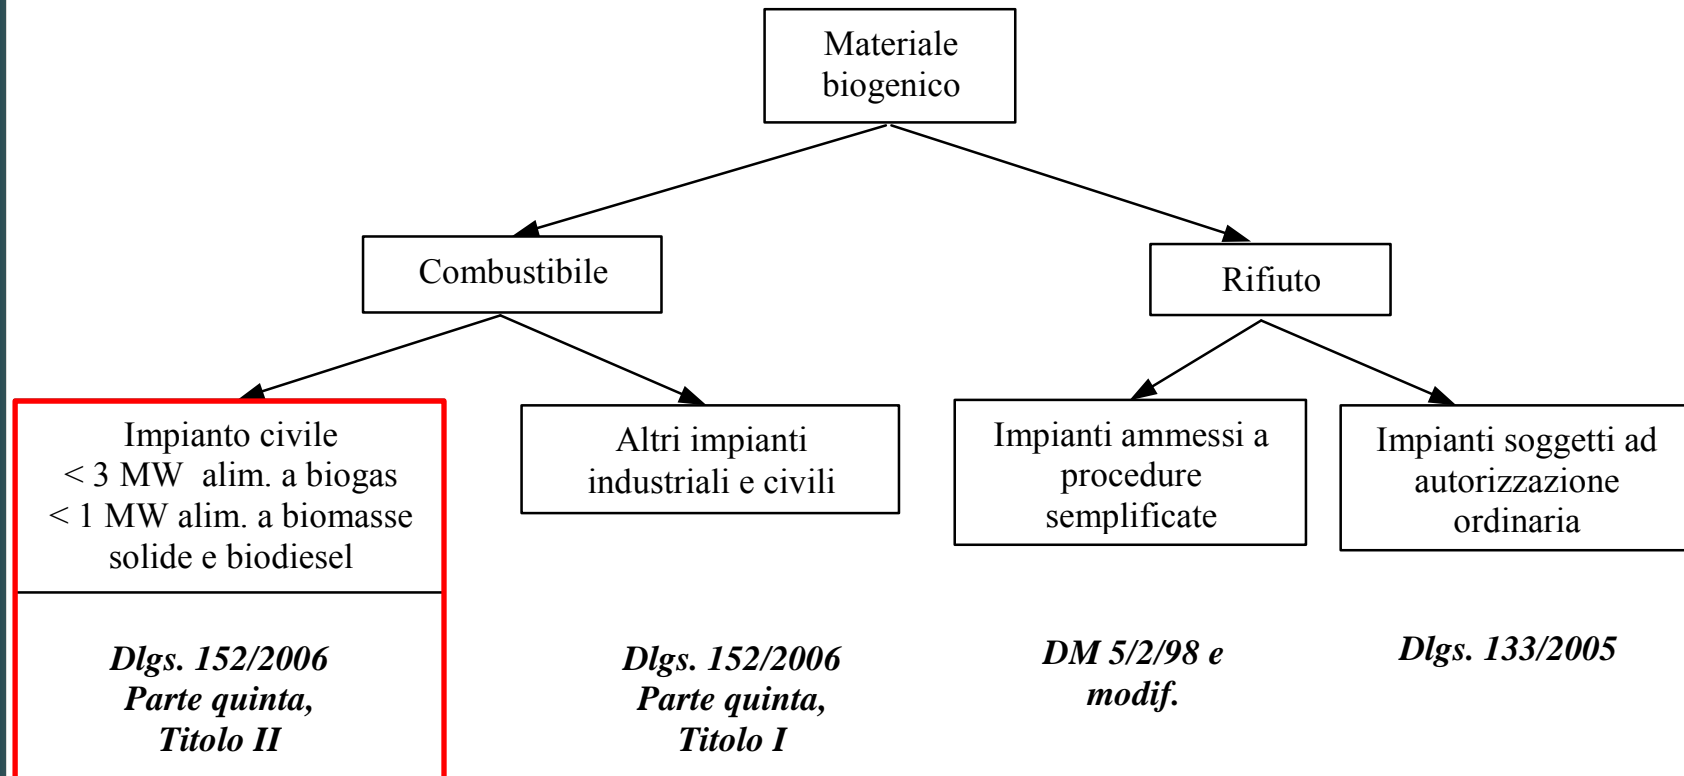 Materiale
biogenico
Combustibile
Rifiuto
Impianto civile
< 3 MW alim. a biogas
< 1 MW alim. a biomasse
solide e biodiesel
Altri impianti
industriali e civili
Impianti ammessi a
procedure
semplificate
Impianti soggetti ad
autorizzazione
ordinaria
Dlgs. 152/2006
Parte quinta,
Titolo II
Dlgs. 152/2006
Parte quinta,
Titolo I
DM 5/2/98 e
modif.
Dlgs. 133/2005